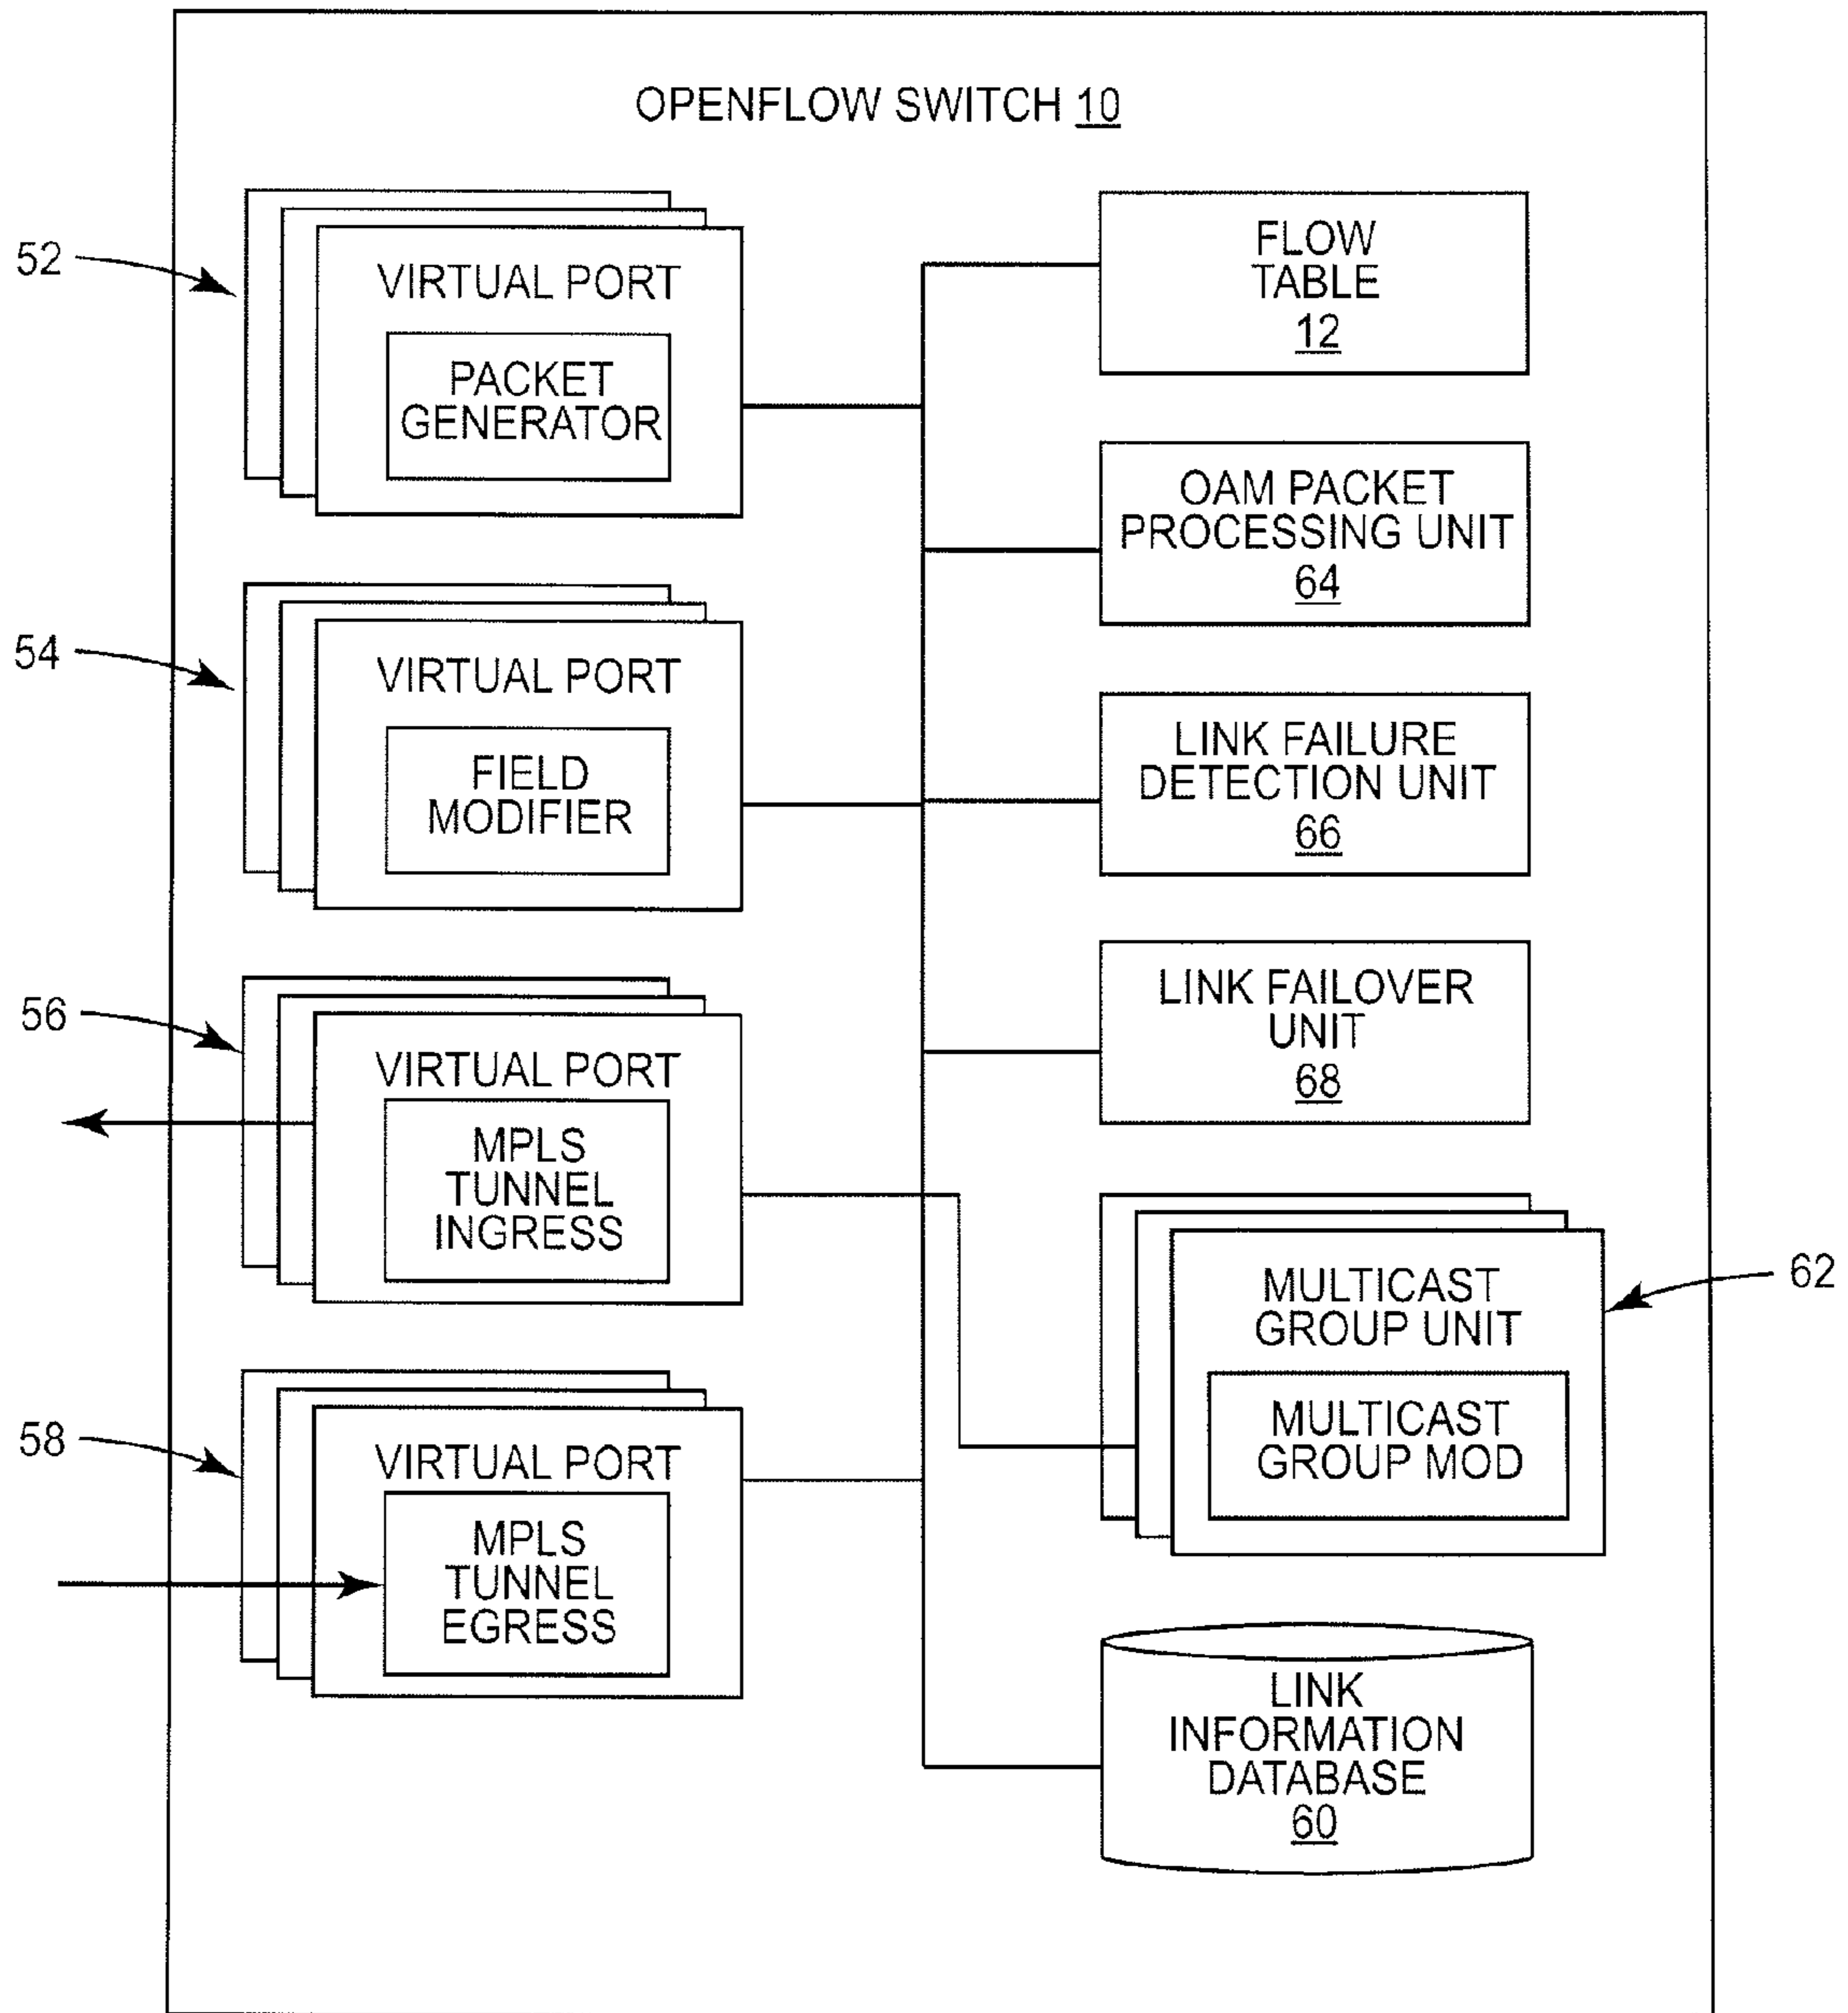 OPENFLOW SWITCH 10
52
VIRTUAL PORT
PACKET
GENERATOR
54
VIRTUAL PORT
FIELD
MODIFIER
56
VIRTUAL PORT
MPLS
TUNNEL
INGRESS
58
VIRTUAL PORT
MPLS
TUNNEL
EGRESS
FLOW
TABLE
12
OAM PACKET
PROCESSING UNIT
64
LINK FAILURE
DETECTION UNIT
66
LINK FAILOVER
UNIT
68
62
MULTICAST
GROUP UNIT
MULTICAST
GROUP MOD
LINK
INFORMATION
DATABASE
60